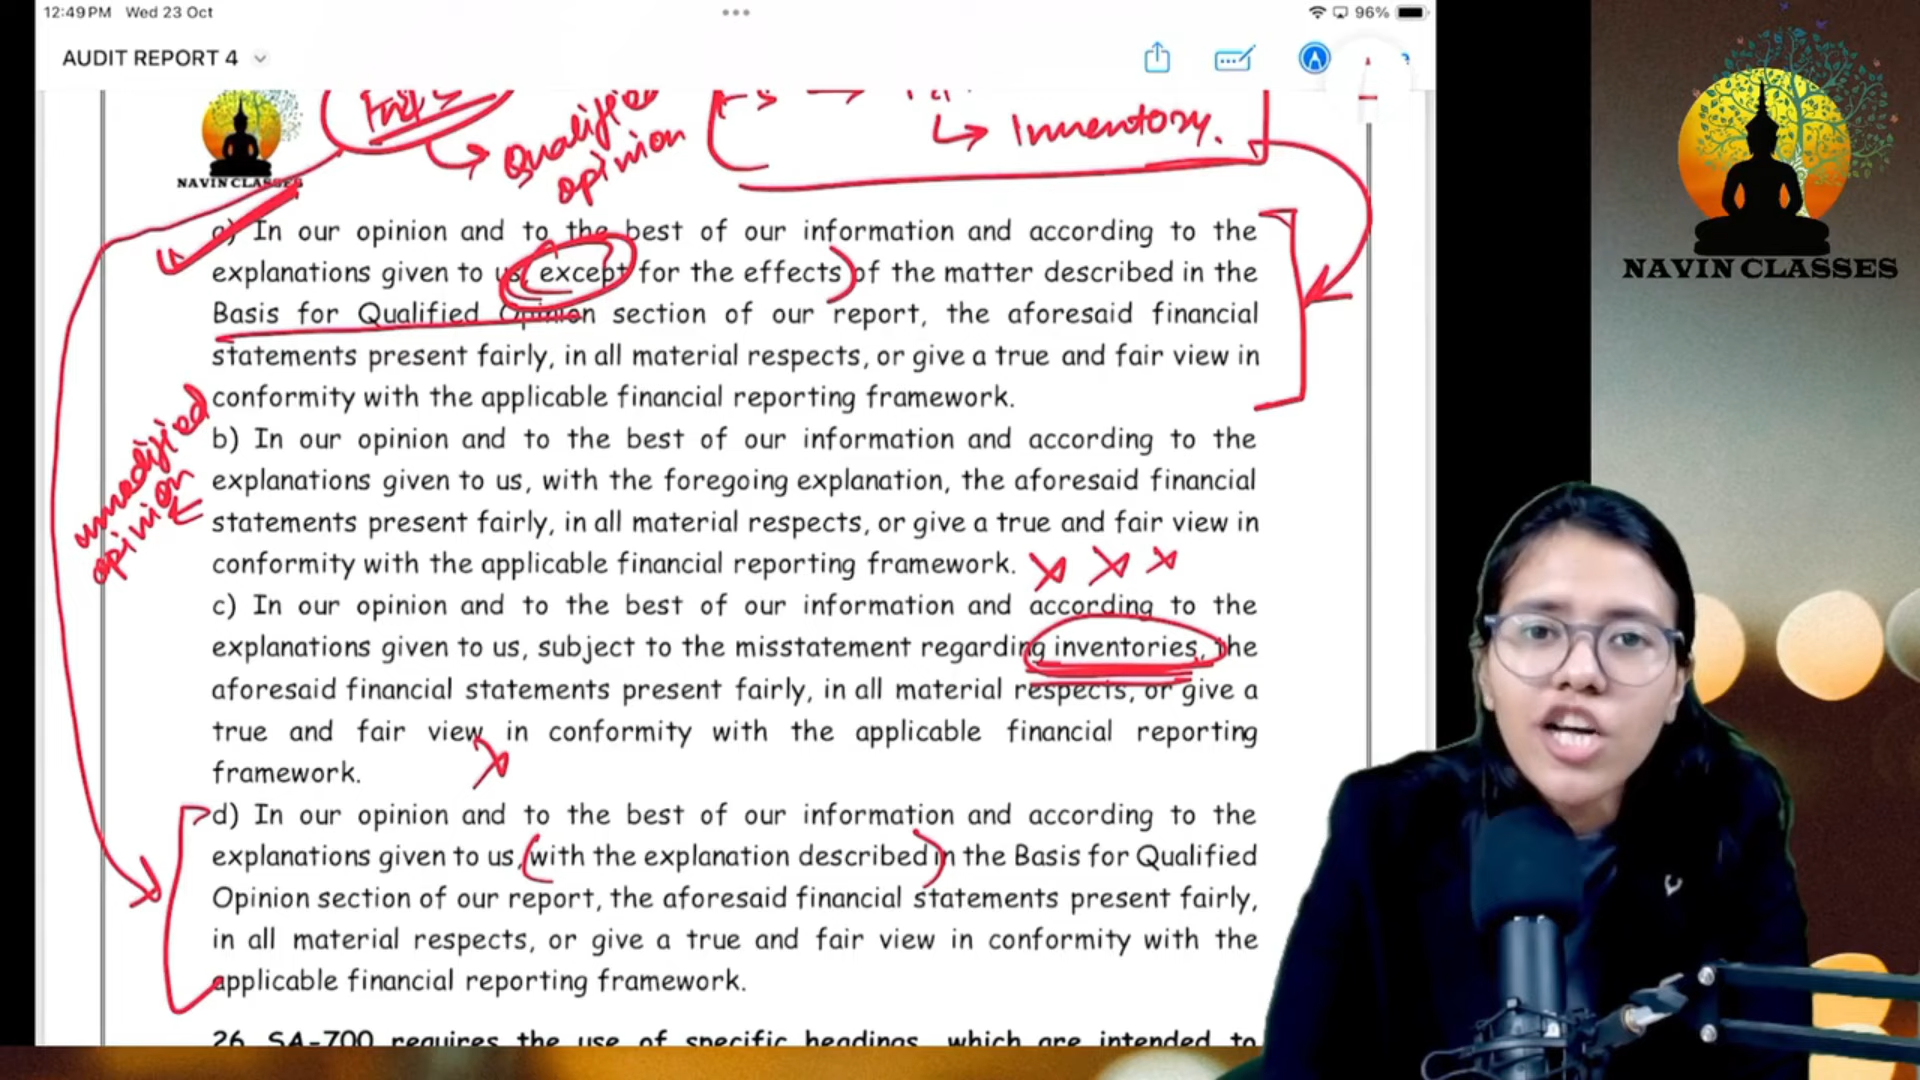 12:49 PM Wed 23 Oct
96%
AUDIT REPORT 4
Qualified
opinion
Inventory.
NAVIN CLASSES
NAVIN CLASSES
a) In our opinion and to the best of our information and according to the
explanations given to us, except for the effects of the matter described in the
Basis for Qualified Opinion section of our report, the aforesaid financial
statements present fairly, in all material respects, or give a true and fair view in
conformity with the applicable financial reporting framework.
b) In our opinion and to the best of our information and according to the
explanations given to us, with the foregoing explanation, the aforesaid financial
statements present fairly, in all material respects, or give a true and fair view in
conformity with the applicable financial reporting framework.
unmodified
opinion
c) In our opinion and to the best of our information and according to the
explanations given to us, subject to the misstatement regarding inventories, the
aforesaid financial statements present fairly, in all material respects, or give a
true and fair view in conformity with the applicable financial reporting
framework.
d) In our opinion and to the best of our information and according to the
explanations given to us, with the explanation described in the Basis for Qualified
Opinion section of our report, the aforesaid financial statements present fairly,
in all material respects, or give a true and fair view in conformity with the
applicable financial reporting framework.
26. SA-700 requires the use of specific headings, which are intended to